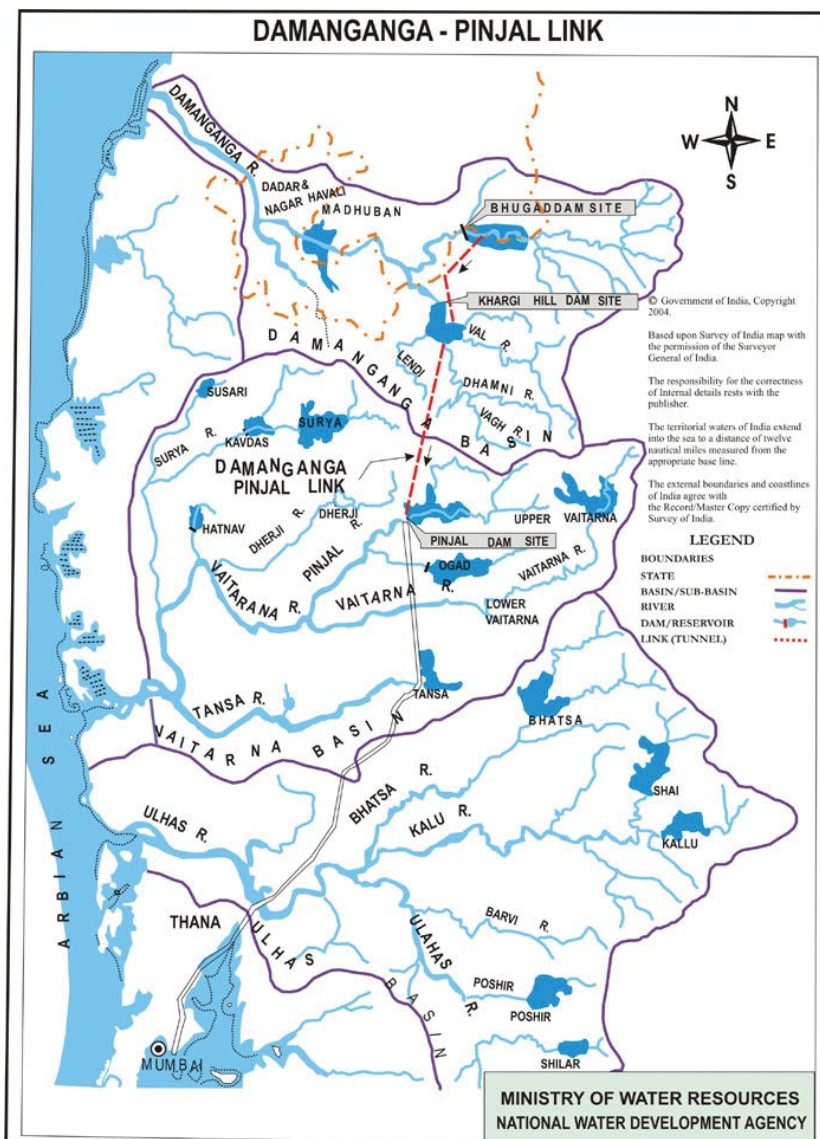 DAMANGANGA - PINJAL LINK
N
W E
S
DAMANGANGA R.
DADAR &
NAGAR HAVALI
MADHUBAN
BHUGADDAM SITE
KHARGI HILL DAM SITE
© Government of India, Copyright
2004.
Based upon Survey of India map with
the permission of the Surveyor
General of India.
The responsibility for the correctness
of Internal details rests with the
publisher.
The territorial waters of India extend
into the sea to a distance of twelve
nautical miles measured from the
appropriate base line.
The external boundaries and coastlines
of India agree with
the Record/Master Copy certified by
Survey of India.
LEGEND
BOUNDARIES
STATE
BASIN/SUB-BASIN
RIVER
DAM/RESERVOIR
LINK (TUNNEL)
DAMANGANGA BASIN
VAL R.
LENDI
DHAMNI R.
VAGH R.
SUSARI
SURYA R.
KAVDAS
SURYA
DAMANGANGA
PINJAL LINK
HATNAV
DHERJI R.
DHERJI
PINJAL R.
UPPER
VAITARNA
PINJAL DAM SITE
OGAD
VAITARNA R.
VAITARANA R.
VAITARNA R.
LOWER
VAITARNA
TANSA R.
TANSA
VAITARNA BASIN
BHATSA
SHAI
KALLU
BHATSA R.
KALU R.
ULHAS R.
ARBIAN SEA
THANA
ULHAS BASIN
ULAHAS R.
BARVI R.
POSHIR
POSHIR
SHILAR
MUMBAI
MINISTRY OF WATER RESOURCES
NATIONAL WATER DEVELOPMENT AGENCY